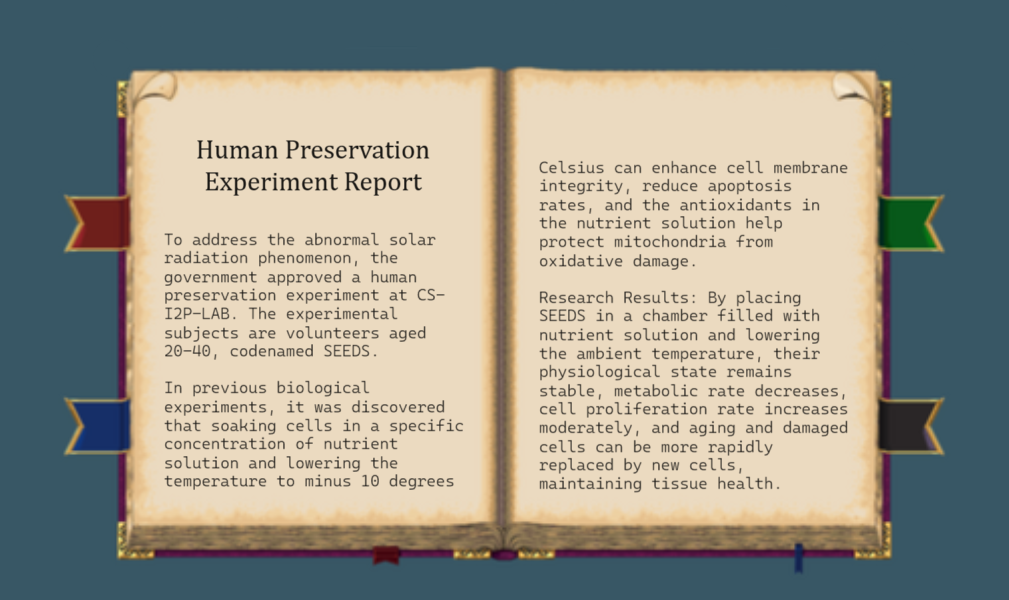 Human Preservation
Experiment Report
To address the abnormal solar
radiation phenomenon, the
government approved a human
preservation experiment at CS-
I2P-LAB. The experimental
subjects are volunteers aged
20-40, codenamed SEEDS.
In previous biological
experiments, it was discovered
that soaking cells in a specific
concentration of nutrient
solution and lowering the
temperature to minus 10 degrees
Celsius can enhance cell membrane
integrity, reduce apoptosis
rates, and the antioxidants in
the nutrient solution help
protect mitochondria from
oxidative damage.
Research Results: By placing
SEEDS in a chamber filled with
nutrient solution and lowering
the ambient temperature, their
physiological state remains
stable, metabolic rate decreases,
cell proliferation rate increases
moderately, and aging and damaged
cells can be more rapidly
replaced by new cells,
maintaining tissue health.